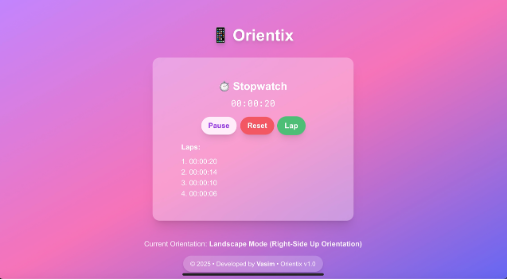 Orientix
Stopwatch
00:00:20
Pause Reset Lap
Laps:
1. 00:00:20
2. 00:00:14
3. 00:00:10
4. 00:00:06
Current Orientation: Landscape Mode (Right-Side Up Orientation)
© 2025 • Developed by Vasim • Orientix v1.0